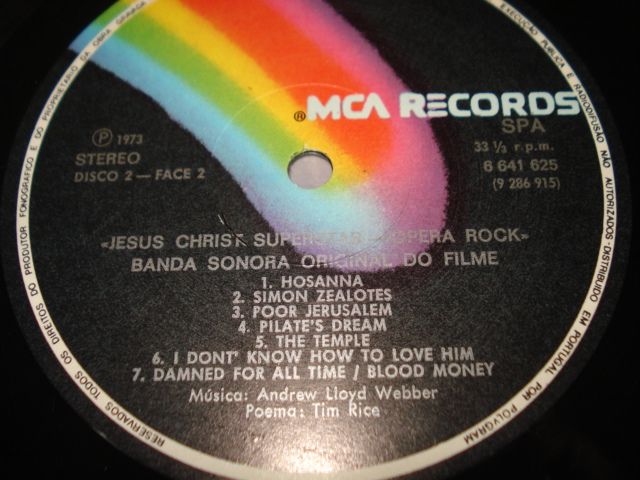 RESERVADOS TODOS OS DIREITOS DO PRODUTOR FONOGRÁFICO E DO PROPRIETÁRIO DA OBRA GRAVADA
EXECUÇÃO PÚBLICA E RADIODIFUSÃO NÃO AUTORIZADOS-DISTRIBUIDO EM PORTUGAL POR POLYGRAM
®MCA RECORDS
℗ 1973
STEREO
DISCO 2 — FACE 2
SPA
33 ⅓ r.p.m.
6 641 625
(9 286 915)
«JESUS CHRIST SUPERSTAR OPERA ROCK»
BANDA SONORA ORIGINAL DO FILME
1. HOSANNA
2. SIMON ZEALOTES
3. POOR JERUSALEM
4. PILATE'S DREAM
5. THE TEMPLE
6. I DONT' KNOW HOW TO LOVE HIM
7. DAMNED FOR ALL TIME / BLOOD MONEY
Música: Andrew Lloyd Webber
Poema: Tim Rice